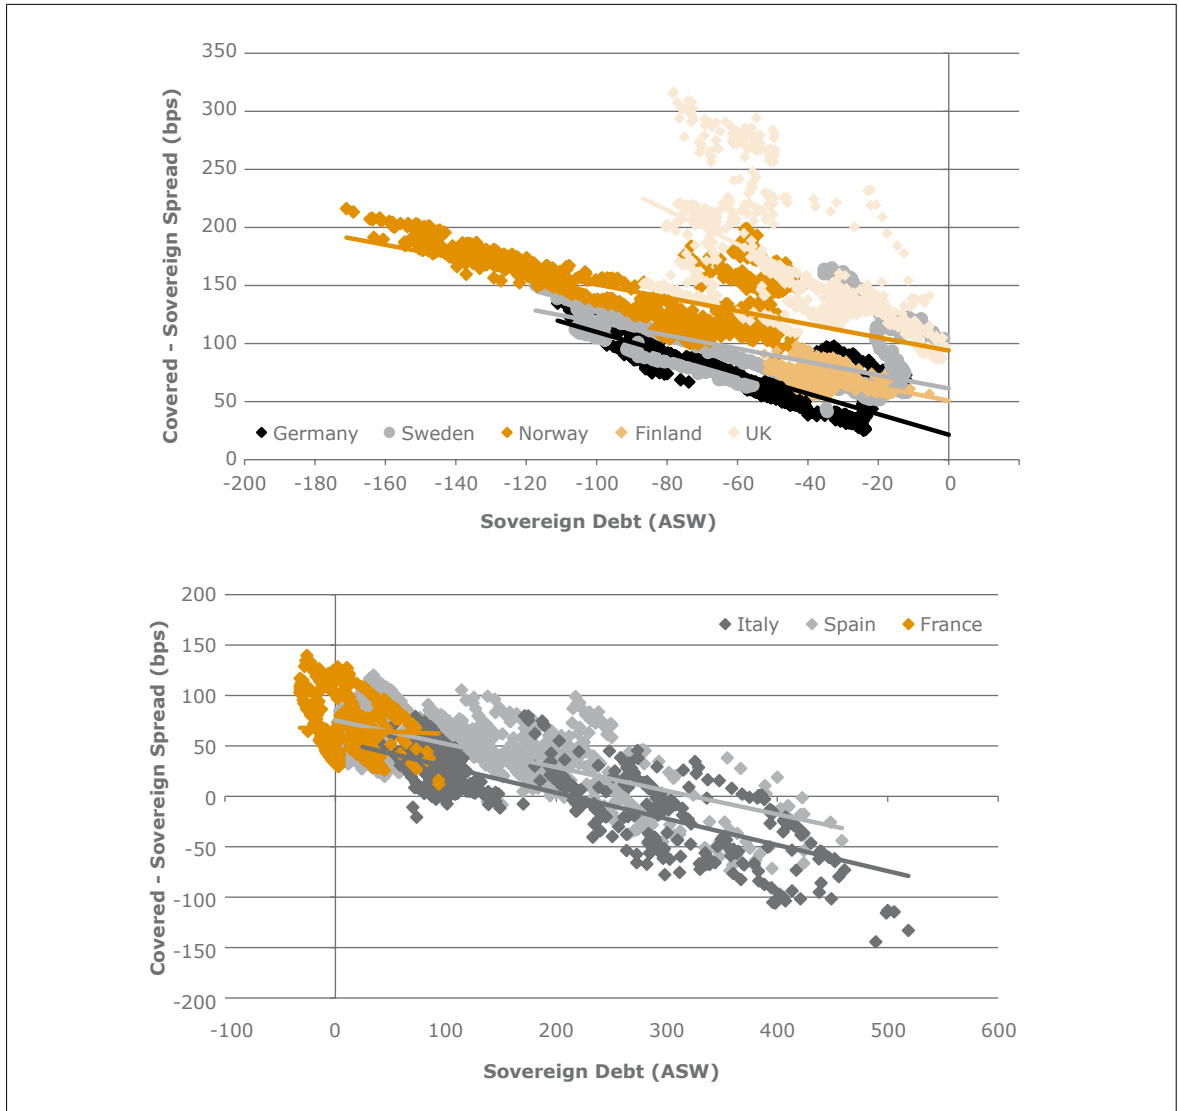 350
300
250
200
150
100
50
0
Covered - Sovereign Spread (bps)
Germany Sweden Norway Finland UK
-200 -180 -160 -140 -120 -100 -80 -60 -40 -20 0
Sovereign Debt (ASW)
200
150
100
50
0
-50
-100
-150
-200
Covered - Sovereign Spread (bps)
Italy Spain France
-100 0 100 200 300 400 500 600
Sovereign Debt (ASW)